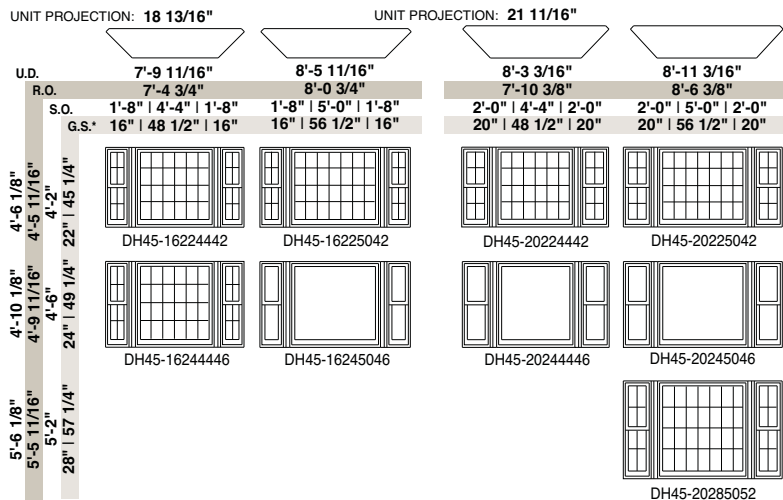 UNIT PROJECTION: 18 13/16" UNIT PROJECTION: 21 11/16"
U.D. 7'-9 11/16" 8'-5 11/16" 8'-3 3/16" 8'-11 3/16"
R.O. 7'-4 3/4" 8'-0 3/4" 7'-10 3/8" 8'-6 3/8"
S.O. 1'-8" | 4'-4" | 1'-8" 1'-8" | 5'-0" | 1'-8" 2'-0" | 4'-4" | 2'-0" 2'-0" | 5'-0" | 2'-0"
G.S.* 16" | 48 1/2" | 16" 16" | 56 1/2" | 16" 20" | 48 1/2" | 20" 20" | 56 1/2" | 20"
4'-6 1/8"
4'-5 11/16"
4'-2"
22" | 45 1/4"
DH45-16224442 DH45-16225042 DH45-20224442 DH45-20225042
4'-10 1/8"
4'-9 11/16"
4'-6"
24" | 49 1/4"
DH45-16244446 DH45-16245046 DH45-20244446 DH45-20245046
5'-6 1/8"
5'-5 11/16"
5'-2"
28" | 57 1/4"
DH45-20285052